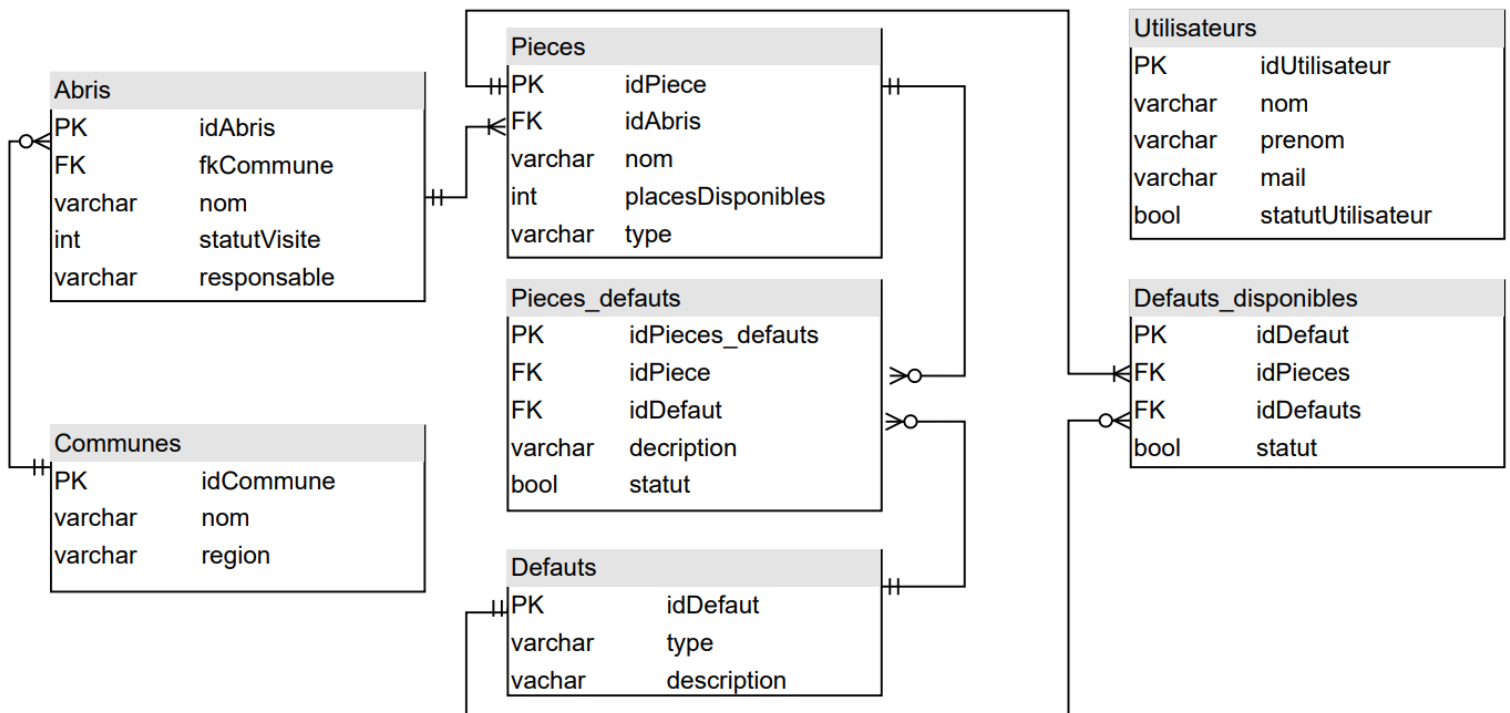 Abris
PK idAbris
FK fkCommune
varchar nom
int statutVisite
varchar responsable
Communes
PK idCommune
varchar nom
varchar region
Pieces
PK idPiece
FK idAbris
varchar nom
int placesDisponibles
varchar type
Pieces_defauts
PK idPieces_defauts
FK idPiece
FK idDefaut
varchar decription
bool statut
Defauts
PK idDefaut
varchar type
vachar description
Utilisateurs
PK idUtilisateur
varchar nom
varchar prenom
varchar mail
bool statutUtilisateur
Defauts_disponibles
PK idDefaut
FK idPieces
FK idDefauts
bool statut